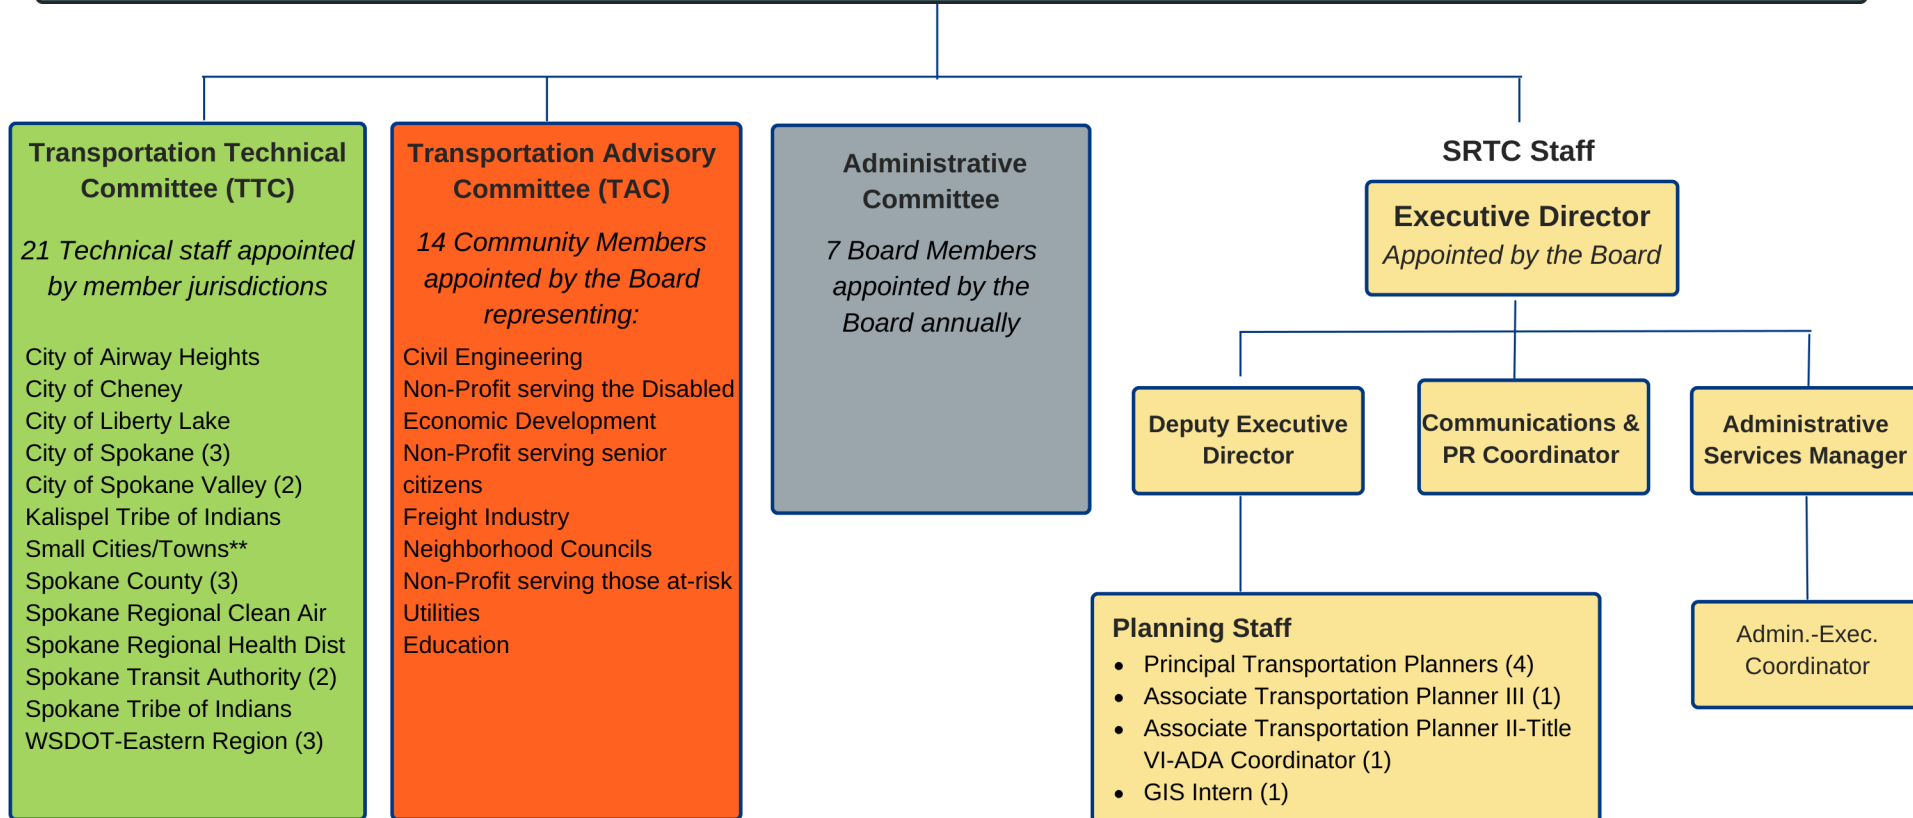 Transportation Technical
Committee (TTC)
21 Technical staff appointed
by member jurisdictions
City of Airway Heights
City of Cheney
City of Liberty Lake
City of Spokane (3)
City of Spokane Valley (2)
Kalispel Tribe of Indians
Small Cities/Towns**
Spokane County (3)
Spokane Regional Clean Air
Spokane Regional Health Dist
Spokane Transit Authority (2)
Spokane Tribe of Indians
WSDOT-Eastern Region (3)
Transportation Advisory
Committee (TAC)
14 Community Members
appointed by the Board
representing:
Civil Engineering
Non-Profit serving the Disabled
Economic Development
Non-Profit serving senior
citizens
Freight Industry
Neighborhood Councils
Non-Profit serving those at-risk
Utilities
Education
Administrative
Committee
7 Board Members
appointed by the
Board annually
SRTC Staff
Executive Director
Appointed by the Board
Deputy Executive
Director
Communications &
PR Coordinator
Administrative
Services Manager
Planning Staff
• Principal Transportation Planners (4)
• Associate Transportation Planner III (1)
• Associate Transportation Planner II-Title
VI-ADA Coordinator (1)
• GIS Intern (1)
Admin.-Exec.
Coordinator